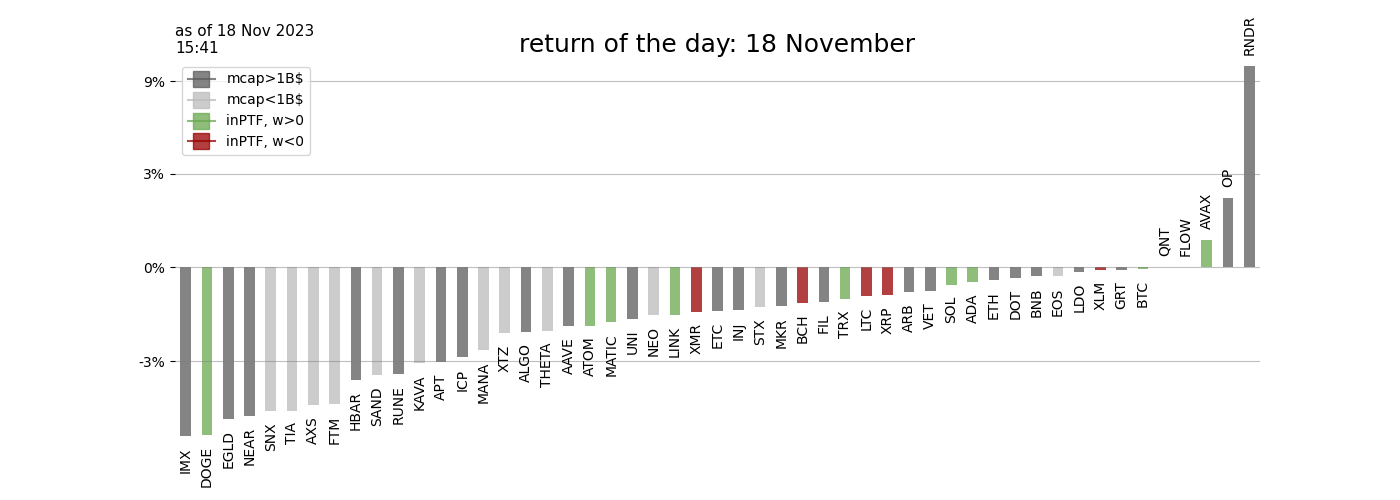 as of 18 Nov 2023
15:41
return of the day: 18 November
mcap>1B$
mcap<1B$
inPTF, w>0
inPTF, w<0
9%
3%
0%
-3%
IMX
DOGE
EGLD
NEAR
SNX
TIA
AXS
FTM
HBAR
SAND
RUNE
KAVA
APT
ICP
MANA
XTZ
ALGO
THETA
AAVE
ATOM
MATIC
UNI
NEO
LINK
XMR
ETC
INJ
STX
MKR
BCH
FIL
TRX
LTC
XRP
ARB
VET
SOL
ADA
ETH
DOT
BNB
EOS
LDO
XLM
GRT
BTC
QNT
FLOW
AVAX
OP
RNDR